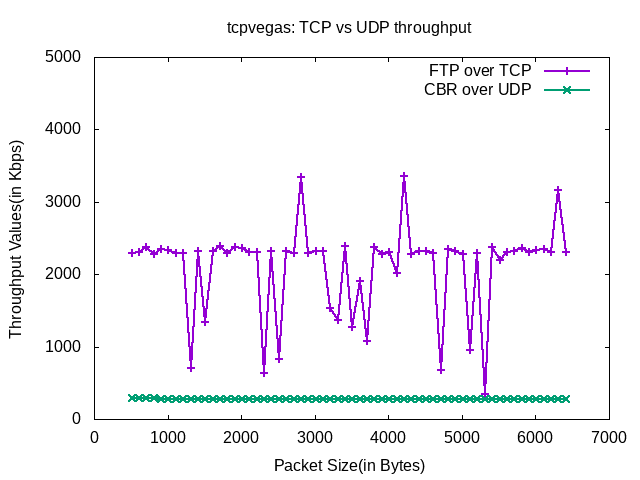 tcpvegas: TCP vs UDP throughput
5000
4000
3000
2000
1000
0
Throughput Values(in Kbps)
FTP over TCP
CBR over UDP
0 1000 2000 3000 4000 5000 6000 7000
Packet Size(in Bytes)